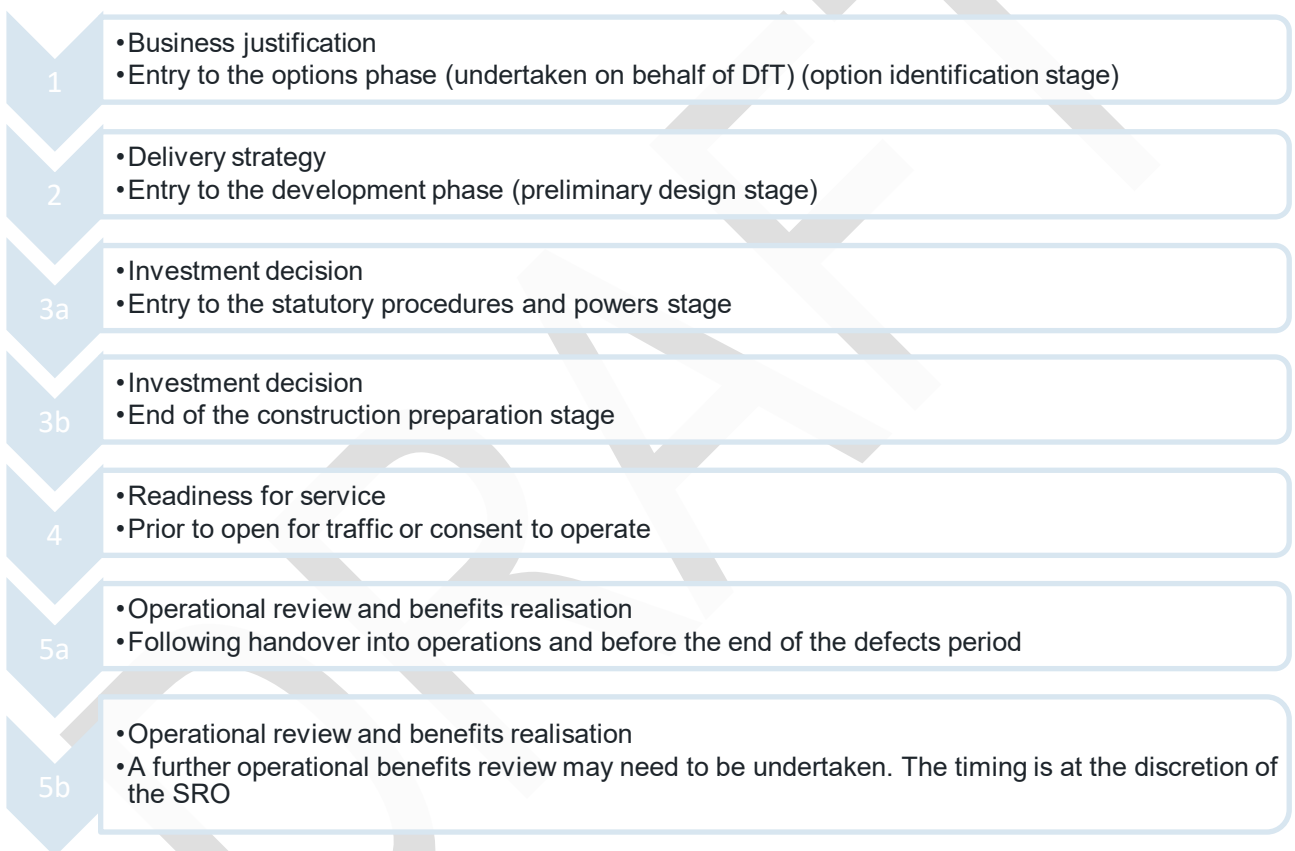 1
•Business justification
•Entry to the options phase (undertaken on behalf of DfT) (option identification stage)
2
•Delivery strategy
•Entry to the development phase (preliminary design stage)
3a
•Investment decision
•Entry to the statutory procedures and powers stage
3b
•Investment decision
•End of the construction preparation stage
4
•Readiness for service
•Prior to open for traffic or consent to operate
5a
•Operational review and benefits realisation
•Following handover into operations and before the end of the defects period
5b
•Operational review and benefits realisation
•A further operational benefits review may need to be undertaken. The timing is at the discretion of
the SRO
DRAFT